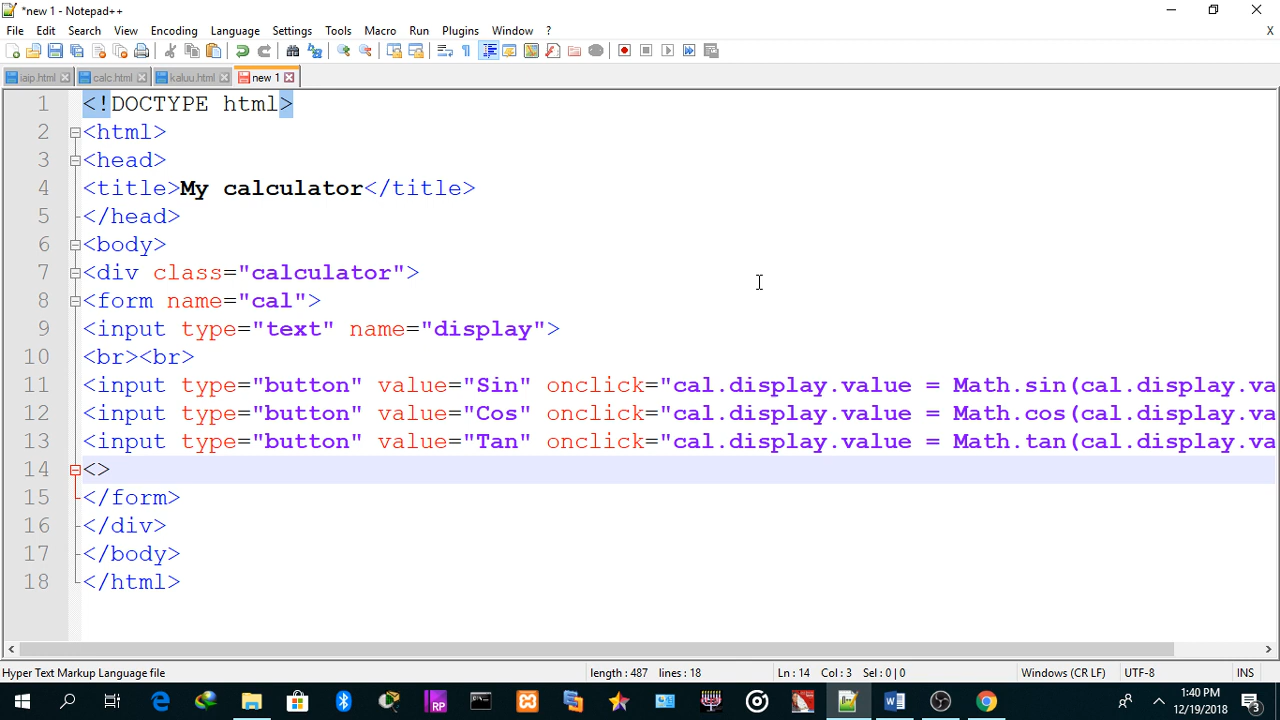 *new 1 - Notepad++
File Edit Search View Encoding Language Settings Tools Macro Run Plugins Window ? X
iaip.html calc.html kaluu.html new 1
1 <!DOCTYPE html>
2 <html>
3 <head>
4 <title>My calculator</title>
5 </head>
6 <body>
7 <div class="calculator">
8 <form name="cal">
9 <input type="text" name="display">
10 <br><br>
11 <input type="button" value="Sin" onclick="cal.display.value = Math.sin(cal.display.va
12 <input type="button" value="Cos" onclick="cal.display.value = Math.cos(cal.display.va
13 <input type="button" value="Tan" onclick="cal.display.value = Math.tan(cal.display.va
14 <>
15 </form>
16 </div>
17 </body>
18 </html>
Hyper Text Markup Language file length : 487 lines : 18 Ln : 14 Col : 3 Sel : 0 | 0 Windows (CR LF) UTF-8 INS
RP
1:40 PM
12/19/2018
3